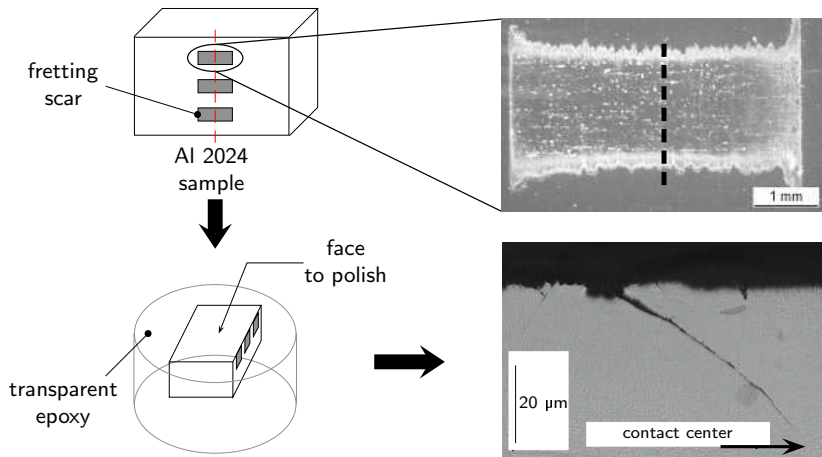 fretting
scar
Al 2024
sample
1 mm
face
to polish
transparent
epoxy
20 µm
contact center